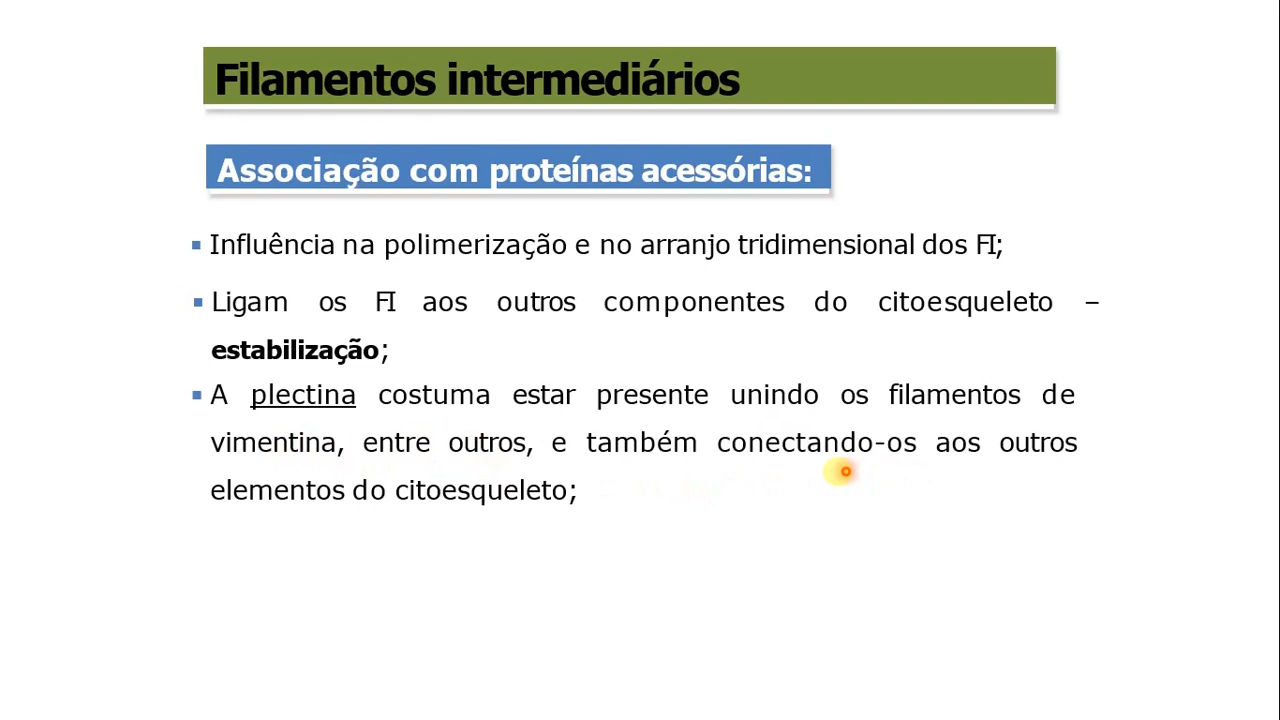 Filamentos intermediários
Associação com proteínas acessórias:
Influência na polimerização e no arranjo tridimensional dos FI;
Ligam os FI aos outros componentes do citoesqueleto –
estabilização;
A plectina costuma estar presente unindo os filamentos de
vimentina, entre outros, e também conectando-os aos outros
elementos do citoesqueleto;